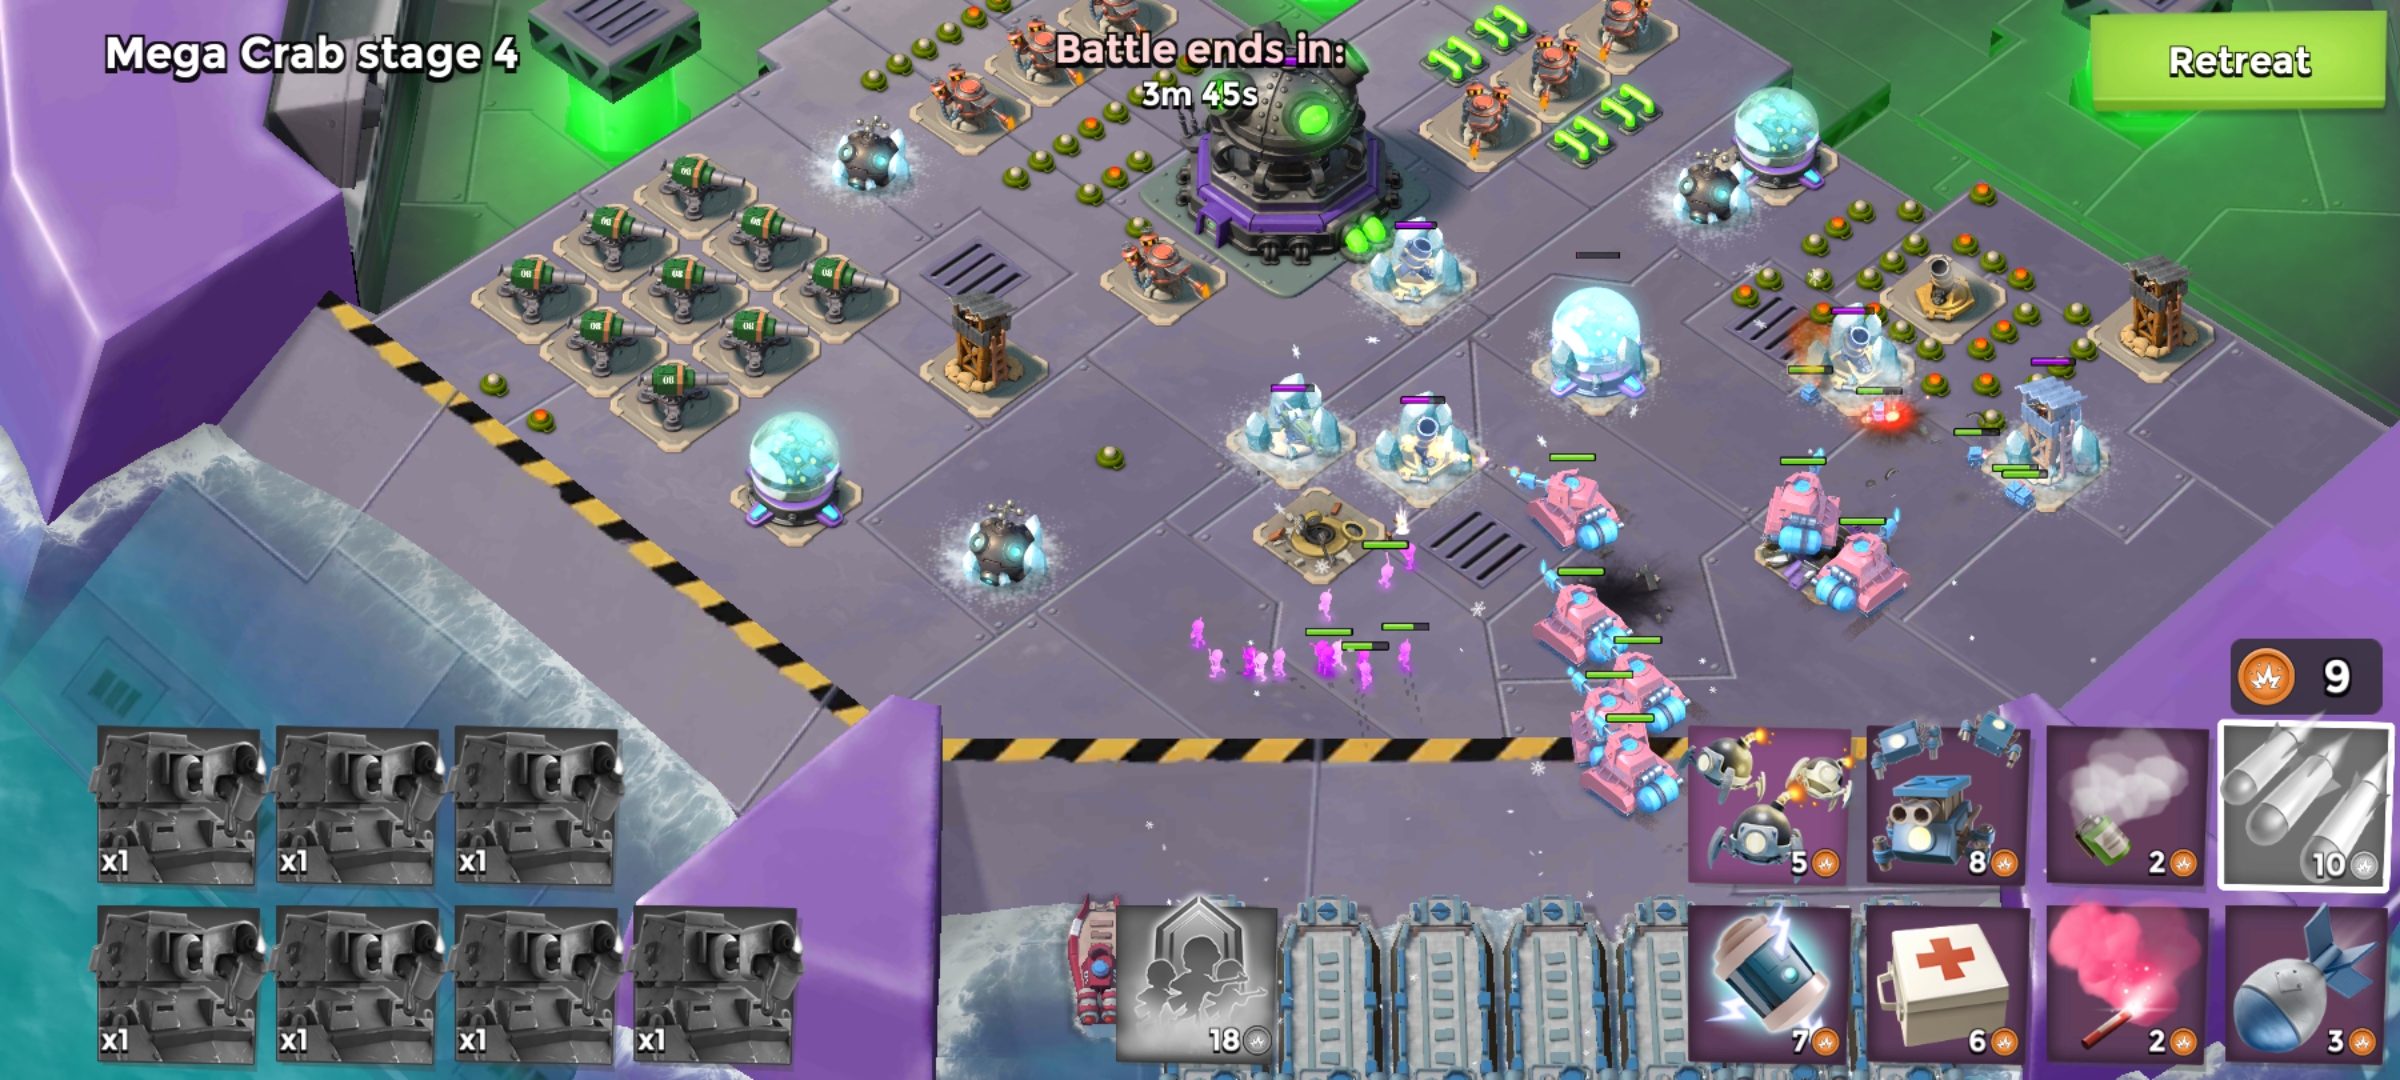 Mega Crab stage 4
Battle ends in:
3m 45s
Retreat
9
x1
x1
x1
5
8
2
10
x1
x1
x1
x1
18
7
6
2
3